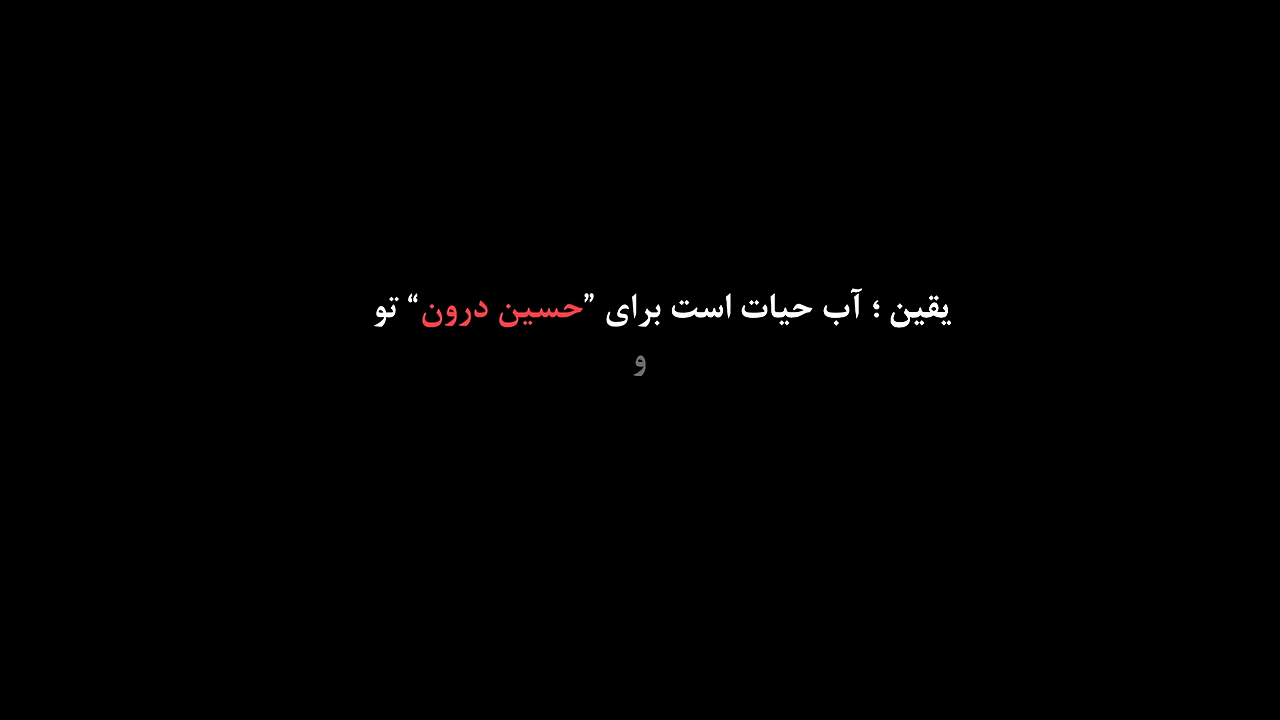 یقین ؛ آب حیات است برای ”حسین درون“ تو
و